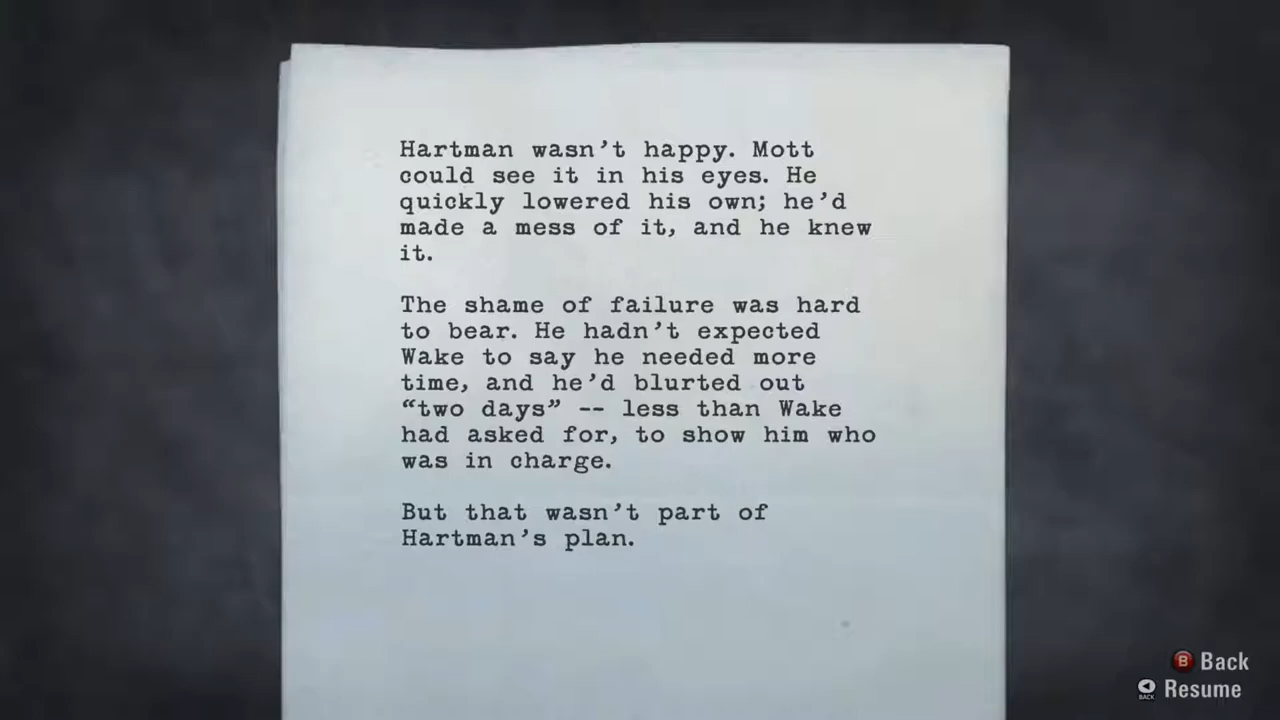 Hartman wasn’t happy. Mott
could see it in his eyes. He
quickly lowered his own; he’d
made a mess of it, and he knew
it.
The shame of failure was hard
to bear. He hadn’t expected
Wake to say he needed more
time, and he’d blurted out
“two days” -- less than Wake
had asked for, to show him who
was in charge.
But that wasn’t part of
Hartman’s plan.
B Back
BACK Resume